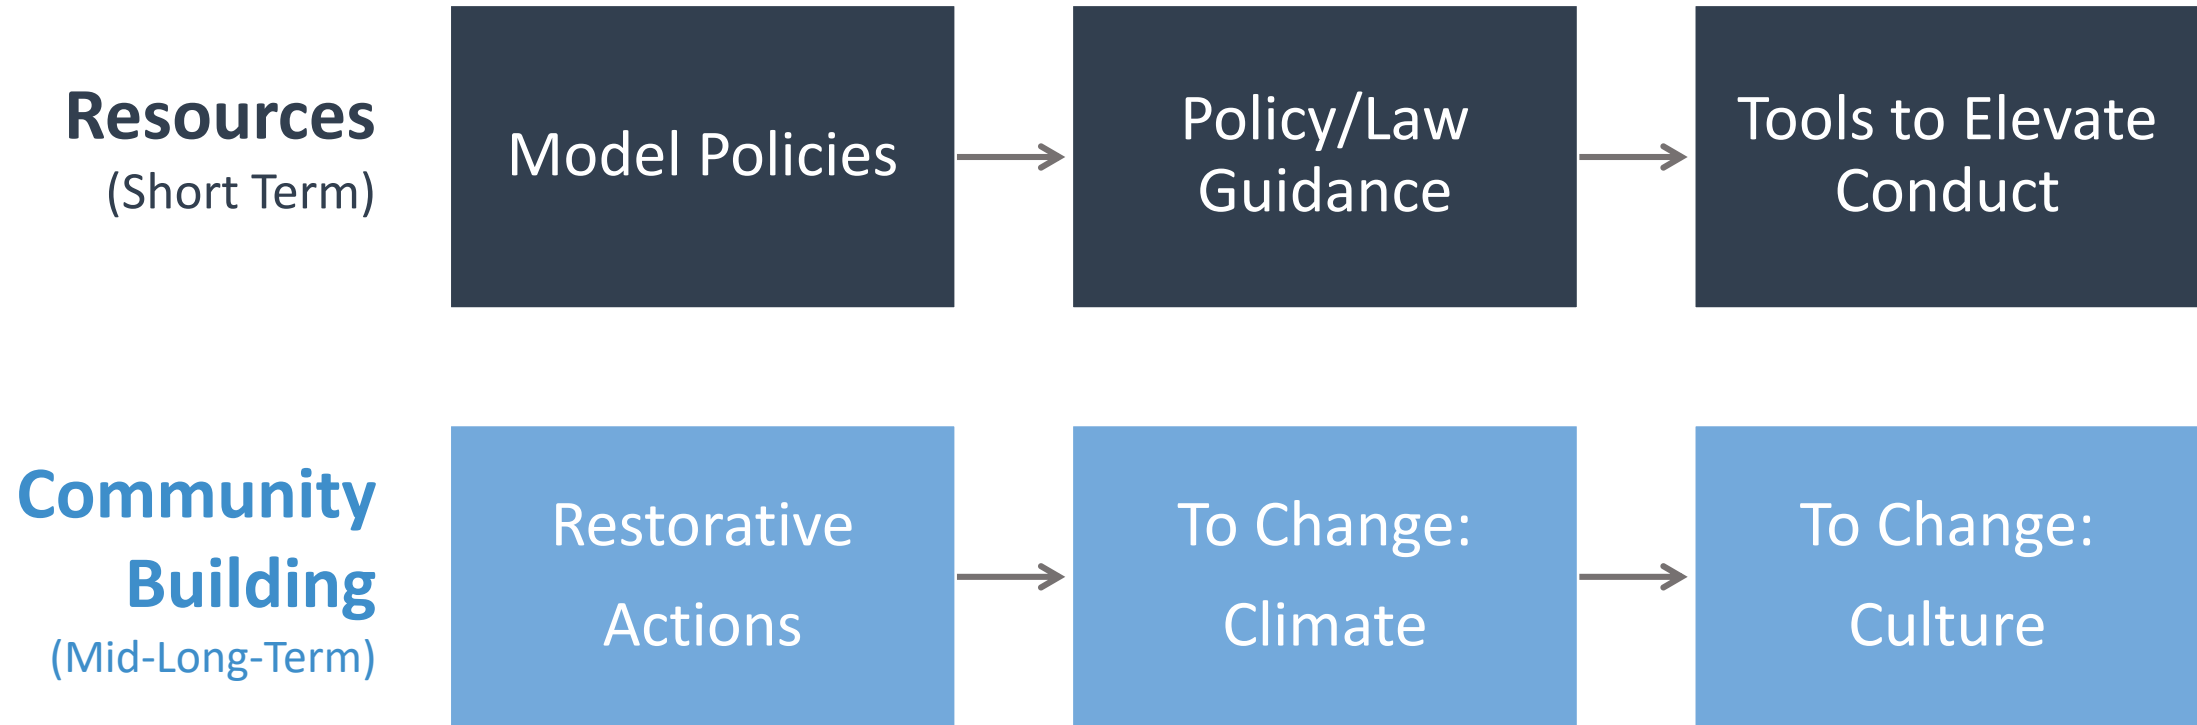 Resources
(Short Term)
Model Policies
Policy/Law
Guidance
Tools to Elevate
Conduct
Community
Building
(Mid-Long-Term)
Restorative
Actions
To Change:
Climate
To Change:
Culture